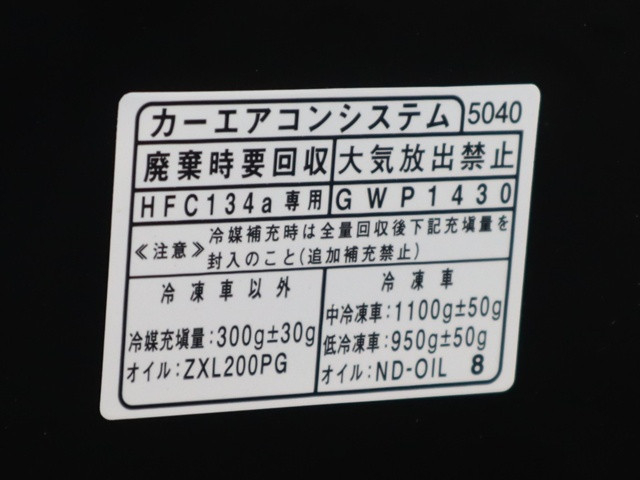 カーエアコンシステム 5040
廃棄時要回収 大気放出禁止
HFC134a専用 GWP1430
≪注意≫ 冷媒補充時は全量回収後下記充填量を
封入のこと(追加補充禁止)
冷凍車以外
冷媒充填量:300g±30g
オイル:ZXL200PG
冷凍車
中冷凍車:1100g±50g
低冷凍車:950g±50g
オイル:ND-OIL 8